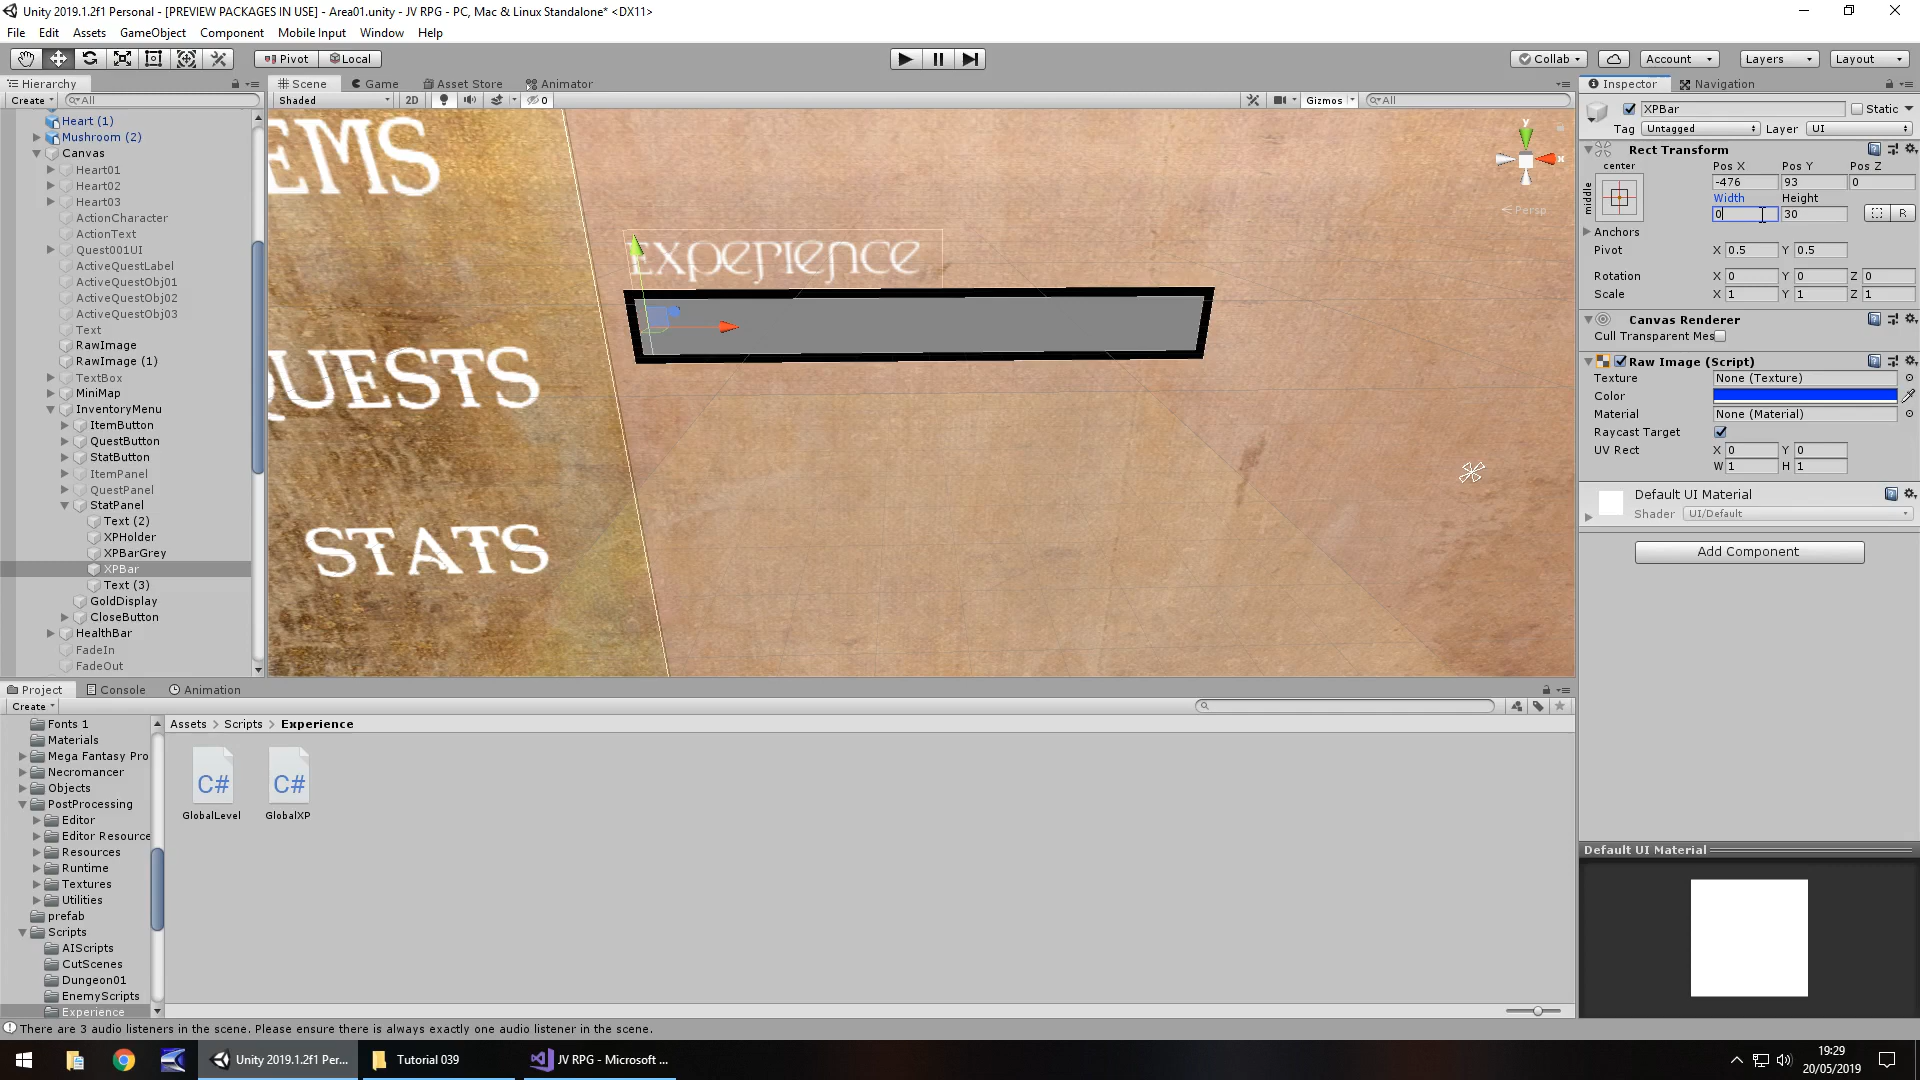 Unity 2019.1.2f1 Personal - [PREVIEW PACKAGES IN USE] - Area01.unity - JV RPG - PC, Mac & Linux Standalone* <DX11>
File Edit Assets GameObject Component Mobile Input Window Help
Pivot Local Collab Account Layers Layout
Hierarchy Scene Game Asset Store Animator Inspector Navigation
Create All Shaded 2D 0 Gizmos All
XPBar Static
Tag Untagged Layer UI
Rect Transform
center Pos X Pos Y Pos Z
middle -476 93 0
Width Height
0 30 R
Anchors
Pivot X 0.5 Y 0.5
Rotation X 0 Y 0 Z 0
Scale X 1 Y 1 Z 1
Canvas Renderer
Cull Transparent Mes
Raw Image (Script)
Texture None (Texture)
Color
Material None (Material)
Raycast Target
UV Rect X 0 Y 0
W 1 H 1
Default UI Material
Shader UI/Default
Add Component
Default UI Material
Heart (1)
Mushroom (2)
Canvas
Heart01
Heart02
Heart03
ActionCharacter
ActionText
Quest001UI
ActiveQuestLabel
ActiveQuestObj01
ActiveQuestObj02
ActiveQuestObj03
Text
RawImage
RawImage (1)
TextBox
MiniMap
InventoryMenu
ItemButton
QuestButton
StatButton
ItemPanel
QuestPanel
StatPanel
Text (2)
XPHolder
XPBarGrey
XPBar
Text (3)
GoldDisplay
CloseButton
HealthBar
FadeIn
FadeOut
EMS
Experience
QUESTS
STATS
y
x
Persp
Project Console Animation
Create
Fonts 1
Materials
Mega Fantasy Pro
Necromancer
Objects
PostProcessing
Editor
Editor Resource
Resources
Runtime
Textures
Utilities
prefab
Scripts
AIScripts
CutScenes
Dungeon01
EnemyScripts
Experience
Assets > Scripts > Experience
C# C#
GlobalLevel GlobalXP
There are 3 audio listeners in the scene. Please ensure there is always exactly one audio listener in the scene.
Unity 2019.1.2f1 Per... Tutorial 039 JV RPG - Microsoft ...
19:29
20/05/2019